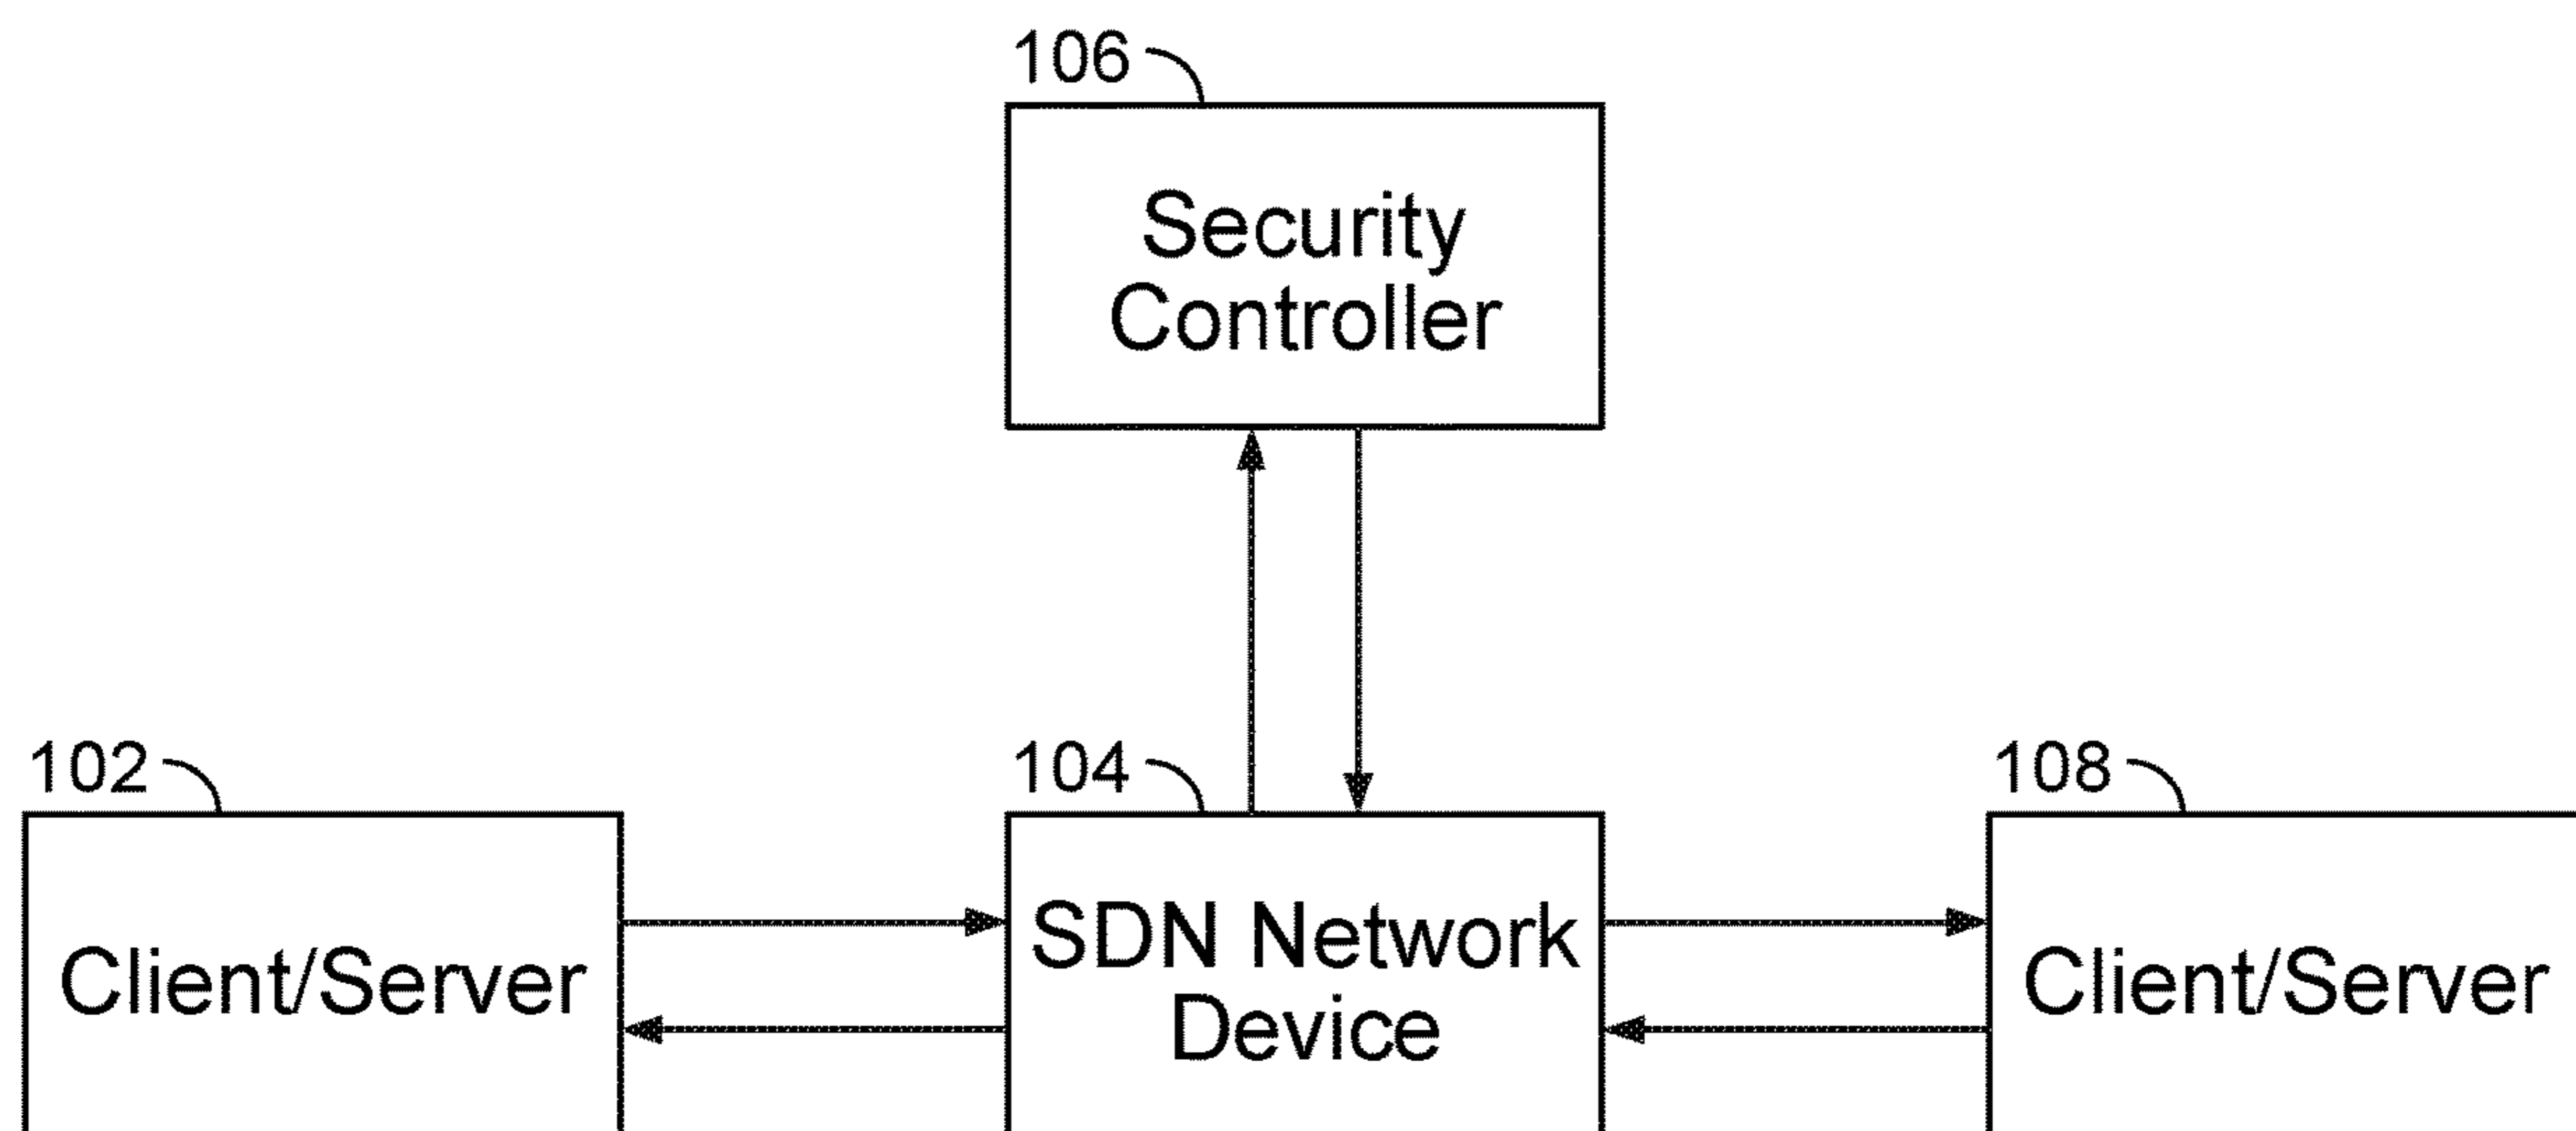 106
Security
Controller
102
104
108
Client/Server
SDN Network
Device
Client/Server